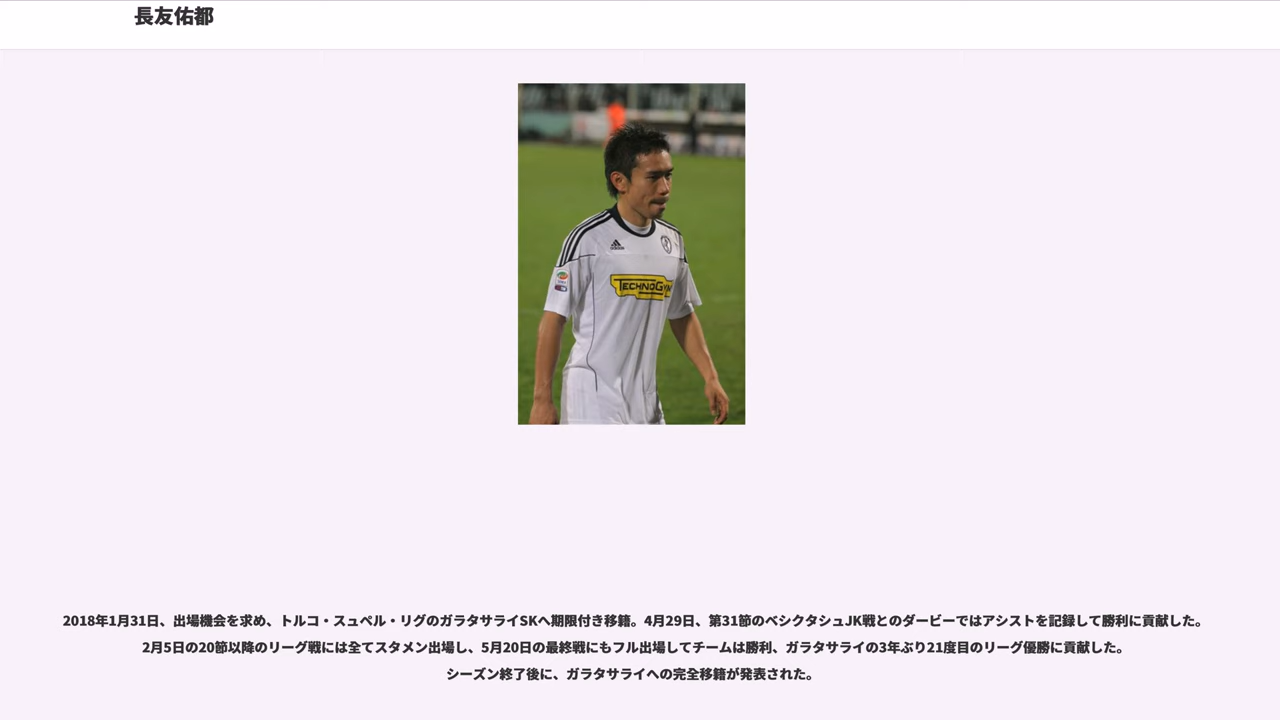 長友佑都
TECHNOGYM
2018年1月31日、出場機会を求め、トルコ・スュペル・リグのガラタサライSKへ期限付き移籍。4月29日、第31節のベシクタシュJK戦とのダービーではアシストを記録して勝利に貢献した。
2月5日の20節以降のリーグ戦には全てスタメン出場し、5月20日の最終戦にもフル出場してチームは勝利、ガラタサライの3年ぶり21度目のリーグ優勝に貢献した。
シーズン終了後に、ガラタサライへの完全移籍が発表された。